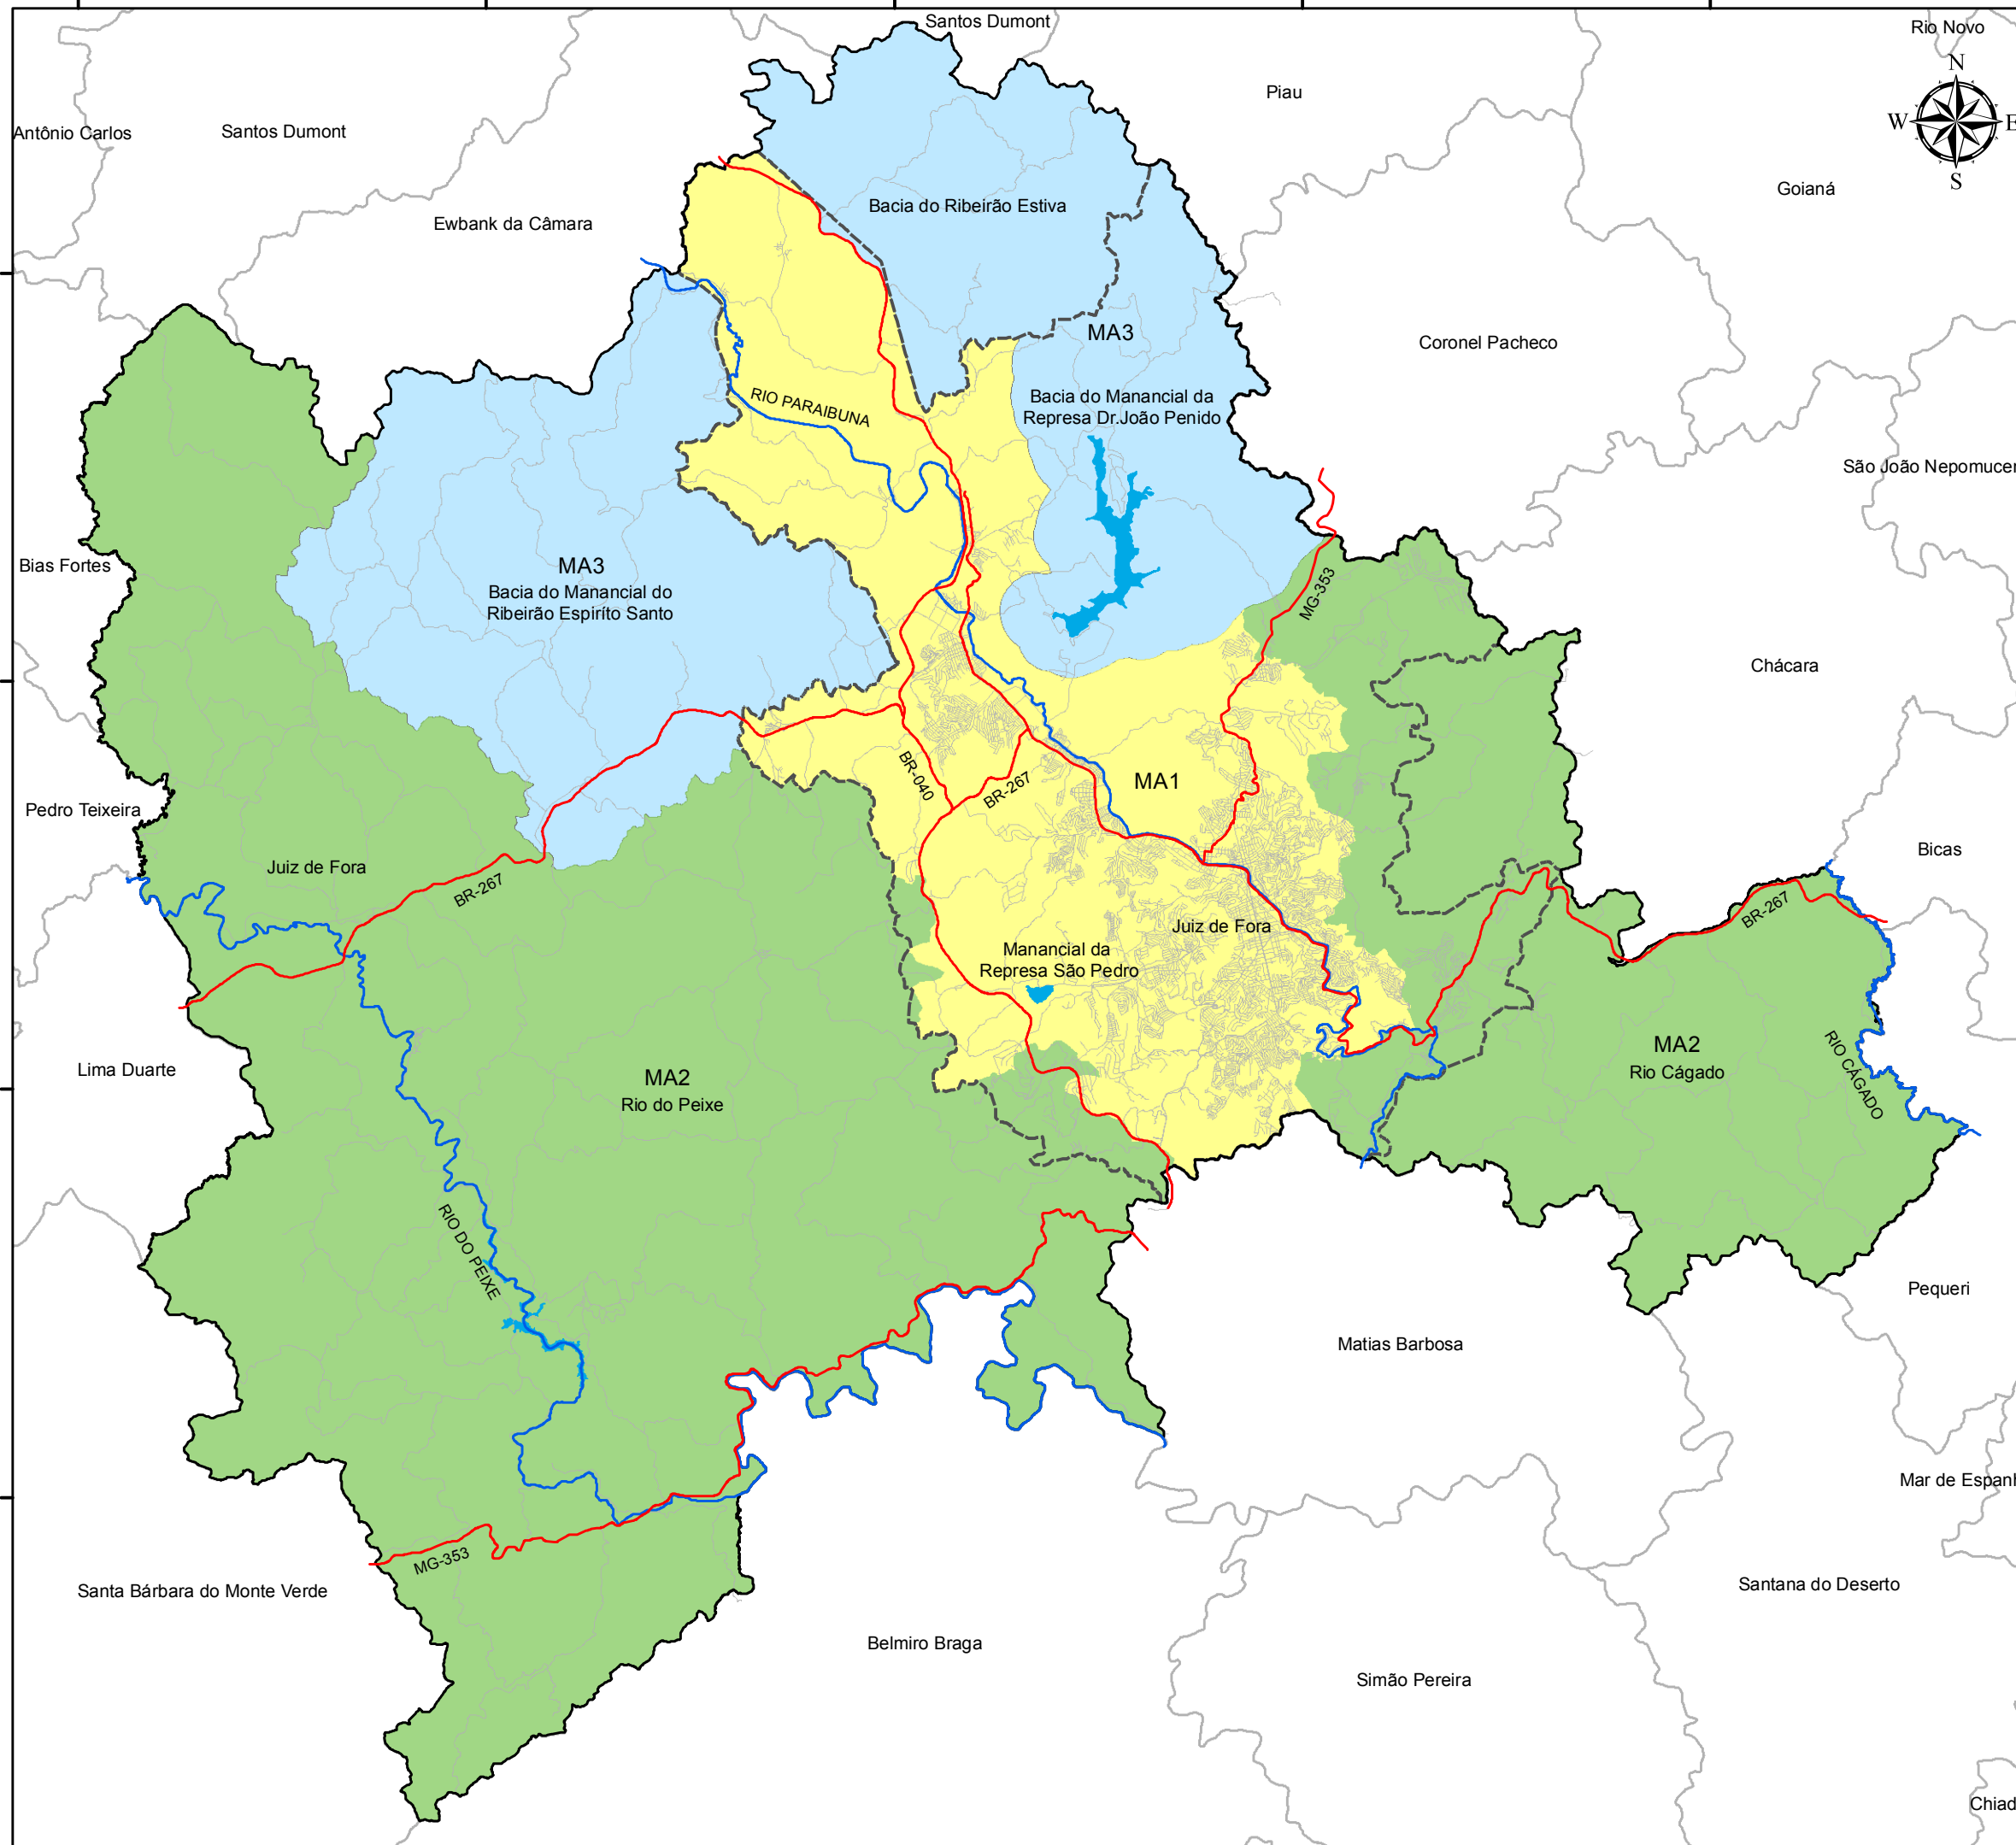 Santos Dumont
Rio Novo
N
Piau
W
E
Antônio Carlos
Santos Dumont
S
Goianá
Bacia do Ribeirão Estiva
Ewbank da Câmara
MA3
Coronel Pacheco
Bacia do Manancial da
Represa Dr.João Penido
RIO PARAIBUNA
São João Nepomucen
Bias Fortes
MA3
Bacia do Manancial do
Ribeirão Espiríto Santo
MG-353
Chácara
BR-040
BR-267
MA1
Pedro Teixeira
Bicas
Juiz de Fora
BR-267
BR-267
Juiz de Fora
Manancial da
Represa São Pedro
MA2
Rio Cágado
RIO CÁGADO
Lima Duarte
MA2
Rio do Peixe
RIO DO PEIXE
Pequeri
Matias Barbosa
Mar de Espanh
MG-353
Santa Bárbara do Monte Verde
Santana do Deserto
Belmiro Braga
Simão Pereira
Chiad